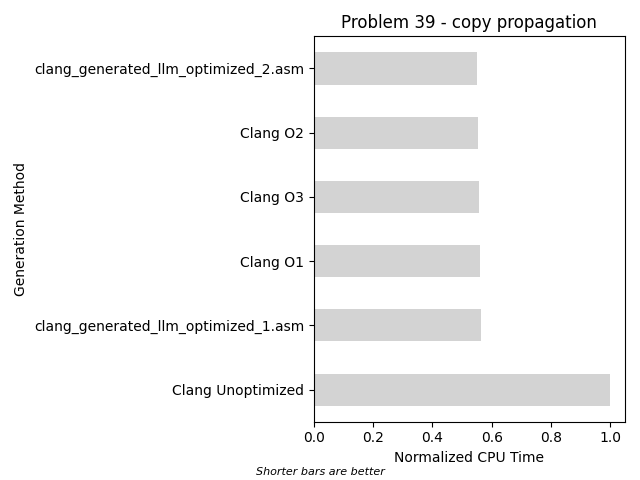 Problem 39 - copy propagation
clang_generated_llm_optimized_2.asm
Clang O2
Clang O3
Clang O1
clang_generated_llm_optimized_1.asm
Clang Unoptimized
Generation Method
0.0 0.2 0.4 0.6 0.8 1.0
Normalized CPU Time
Shorter bars are better